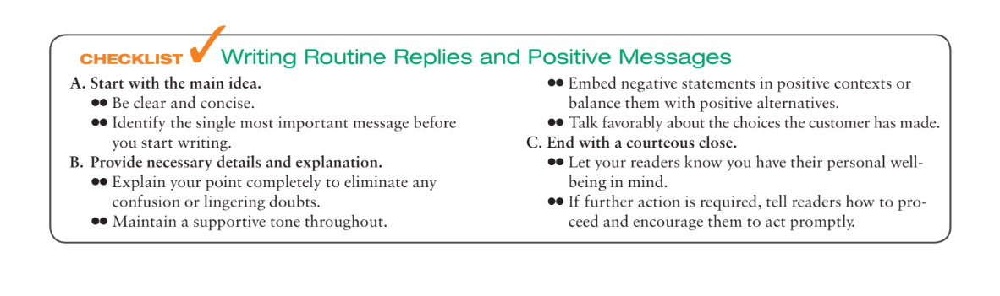 CHECKLIST ✓ Writing Routine Replies and Positive Messages
A. Start with the main idea.
●● Be clear and concise.
●● Identify the single most important message before
you start writing.
B. Provide necessary details and explanation.
●● Explain your point completely to eliminate any
confusion or lingering doubts.
●● Maintain a supportive tone throughout.
●● Embed negative statements in positive contexts or
balance them with positive alternatives.
●● Talk favorably about the choices the customer has made.
C. End with a courteous close.
●● Let your readers know you have their personal well-
being in mind.
●● If further action is required, tell readers how to pro-
ceed and encourage them to act promptly.